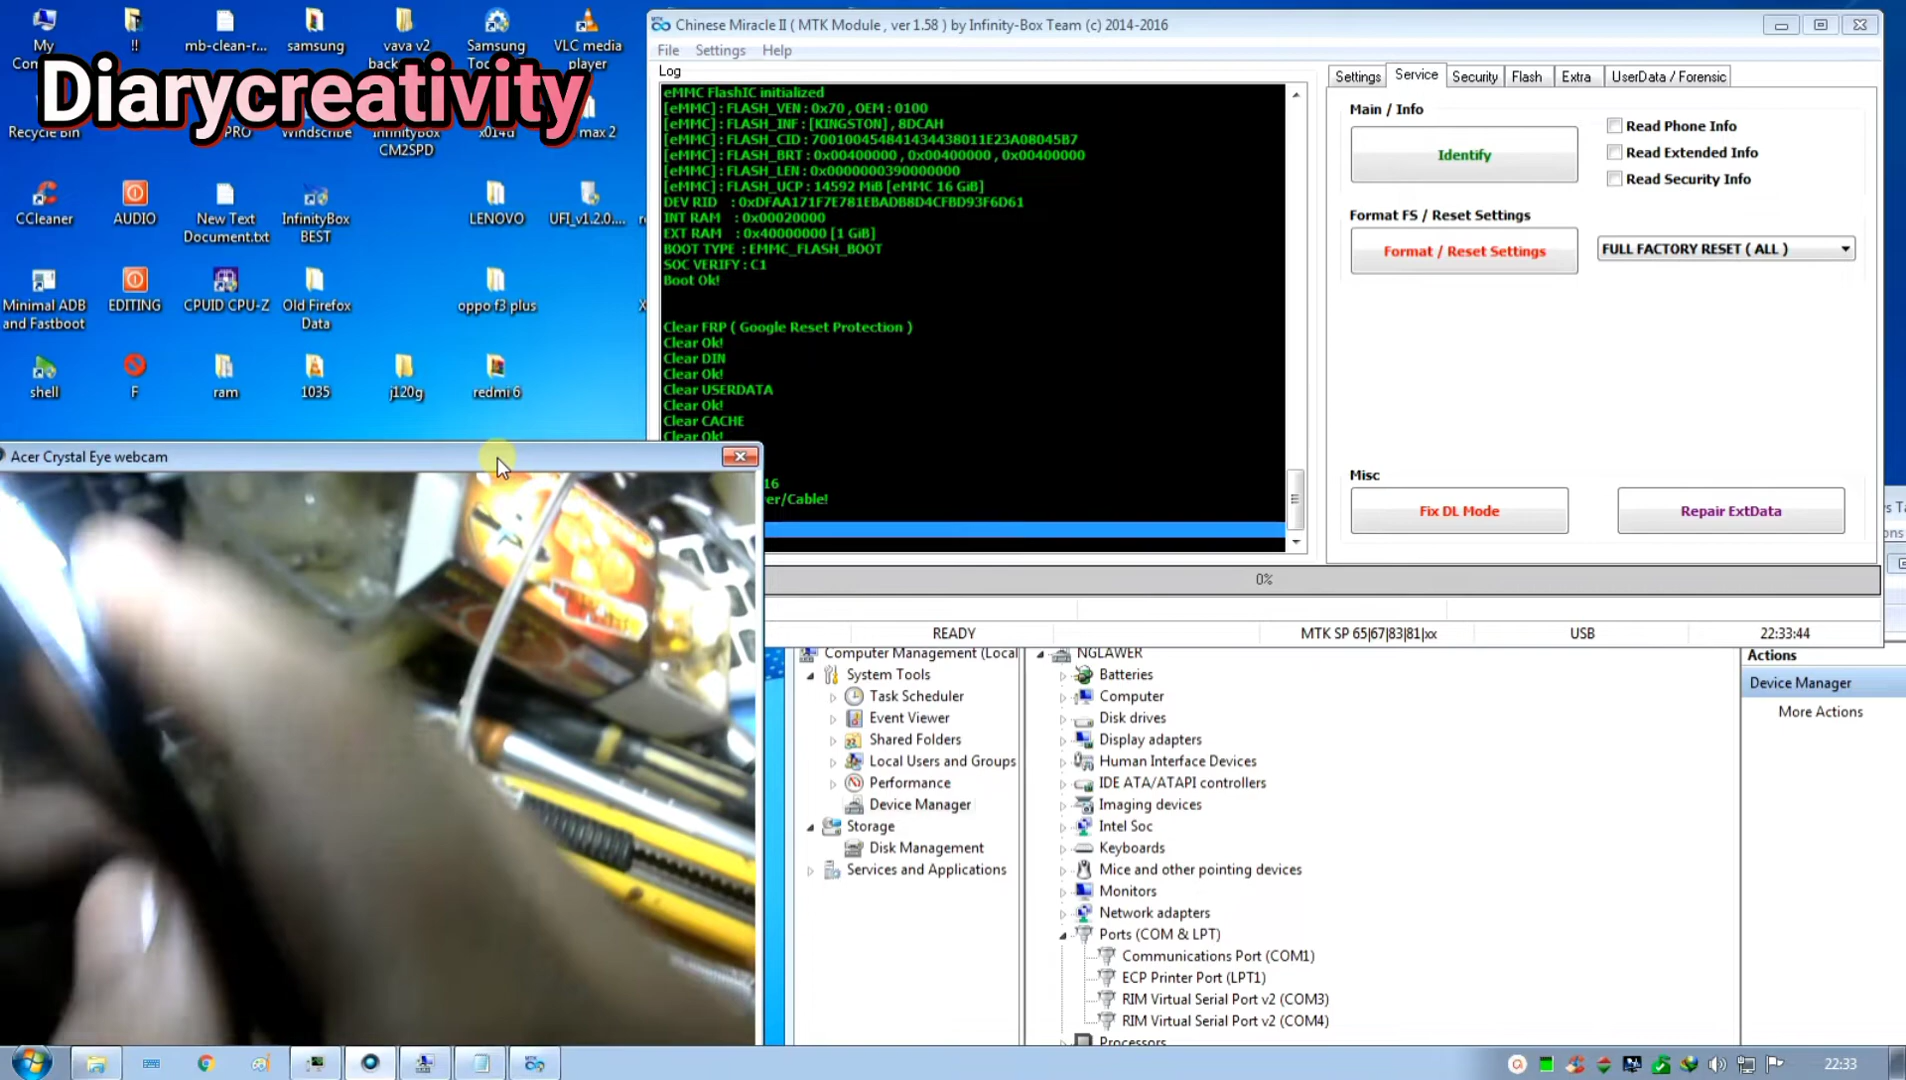 My
!!
mb-clean-r...
samsung
vava v2
Samsung
VLC media
player
Diarycreativity
Recycle Bin
PRO
Windscribe
InfinityBox
CM2SPD
x014d
max 2
CCleaner
AUDIO
New Text
Document.txt
InfinityBox
BEST
LENOVO
UFI_v1.2.0....
Minimal ADB
and Fastboot
EDITING
CPUID CPU-Z
Old Firefox
Data
oppo f3 plus
shell
F
ram
1035
j120g
redmi 6
Chinese Miracle II ( MTK Module , ver 1.58 ) by Infinity-Box Team (c) 2014-2016
File Settings Help
Log
eMMC FlashIC initialized
[eMMC] : FLASH_VEN : 0x70 , OEM : 0100
[eMMC] : FLASH_INF : [KINGSTON] , 8DCAH
[eMMC] : FLASH_CID : 700100454841434438011E23A08045B7
[eMMC] : FLASH_BRT : 0x00400000 , 0x00400000 , 0x00400000
[eMMC] : FLASH_LEN : 0x0000000390000000
[eMMC] : FLASH_UCP : 14592 MiB [eMMC 16 GiB]
DEV RID : 0xDFAA171F7E781EBADB8D4CFBD93F6D61
INT RAM : 0x00020000
EXT RAM : 0x40000000 [1 GiB]
BOOT TYPE : EMMC_FLASH_BOOT
SOC VERIFY : C1
Boot Ok!
Clear FRP ( Google Reset Protection )
Clear Ok!
Clear DIN
Clear Ok!
Clear USERDATA
Clear Ok!
Clear CACHE
Clear Ok!
16
er/Cable!
Settings Service Security Flash Extra UserData / Forensic
Main / Info
Identify
Read Phone Info
Read Extended Info
Read Security Info
Format FS / Reset Settings
Format / Reset Settings
FULL FACTORY RESET ( ALL )
Misc
Fix DL Mode
Repair ExtData
0%
READY
MTK SP 65|67|83|81|xx
USB
22:33:44
Acer Crystal Eye webcam
Computer Management (Local
System Tools
Task Scheduler
Event Viewer
Shared Folders
Local Users and Groups
Performance
Device Manager
Storage
Disk Management
Services and Applications
NGLAWER
Batteries
Computer
Disk drives
Display adapters
Human Interface Devices
IDE ATA/ATAPI controllers
Imaging devices
Intel Soc
Keyboards
Mice and other pointing devices
Monitors
Network adapters
Ports (COM & LPT)
Communications Port (COM1)
ECP Printer Port (LPT1)
RIM Virtual Serial Port v2 (COM3)
RIM Virtual Serial Port v2 (COM4)
Processors
Actions
Device Manager
More Actions
22:33